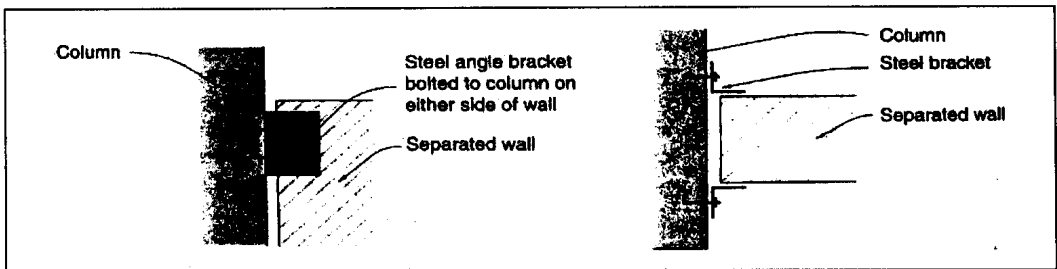 Column
Steel angle bracket
bolted to column on
either side of wall
Separated wall
Column
Steel bracket
Separated wall